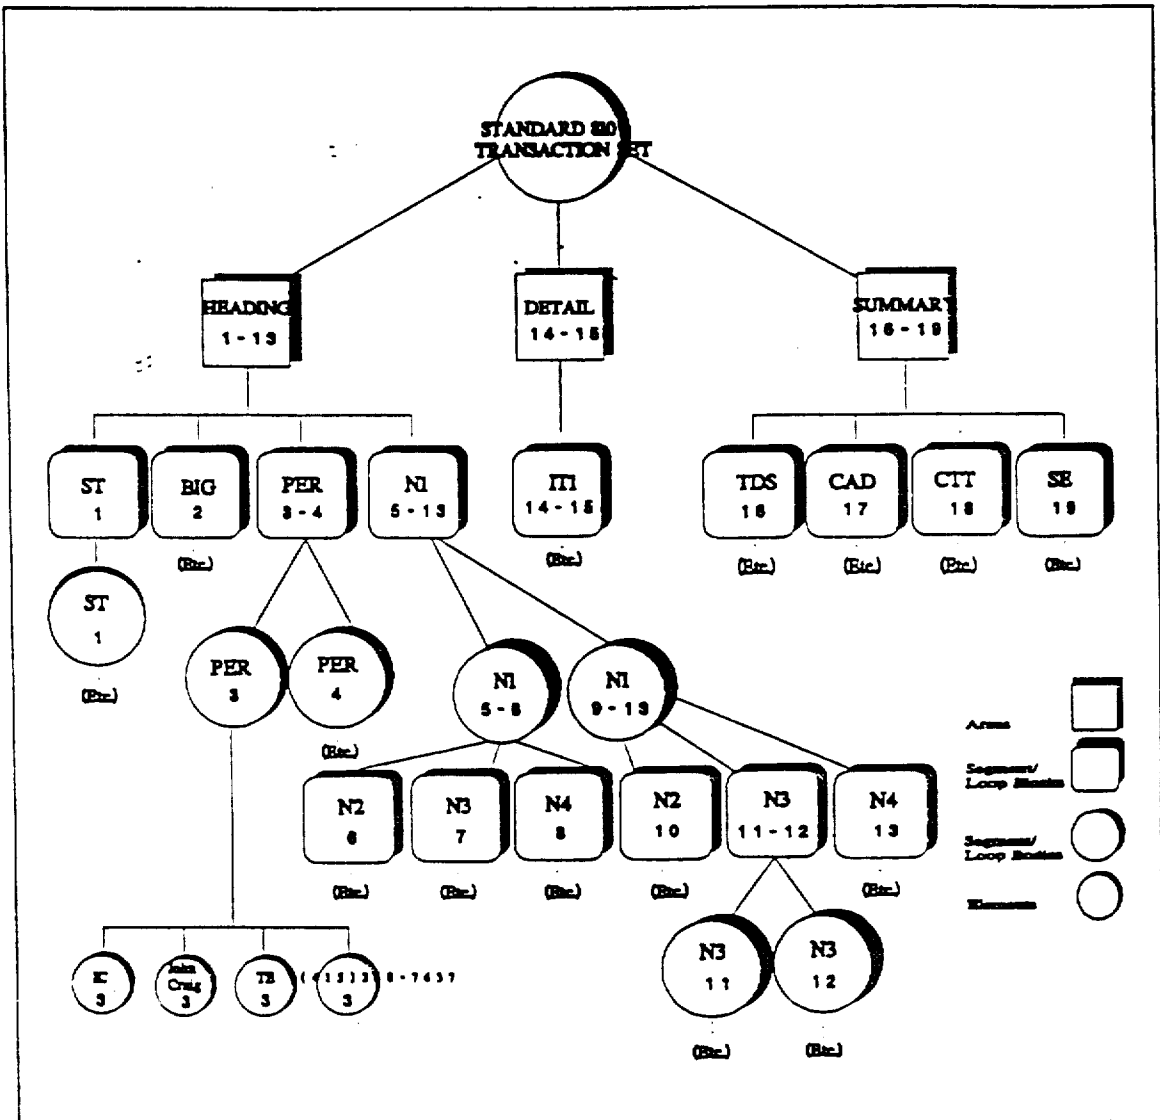 STANDARD 810
TRANSACTION SET
HEADING
1 - 13
DETAIL
14 - 15
SUMMARY
16 - 19
ST
1
BIG
2
PER
3 - 4
N1
5 - 13
IT1
14 - 15
TDS
16
CAD
17
CTT
18
SE
19
(Etc.)
(Etc.)
(Etc.)
(Etc.)
(Etc.)
(Etc.)
ST
1
(Etc.)
PER
3
PER
4
(Etc.)
N1
5 - 8
N1
9 - 13
N2
6
N3
7
N4
8
N2
10
N3
11 - 12
N4
13
(Etc.)
(Etc.)
(Etc.)
(Etc.)
(Etc.)
N3
11
N3
12
(Etc.)
(Etc.)
IC
3
John
Craig
3
TE
3
3
Areas
Segment/
Loop
Segment/
Loop Bodies
Elements